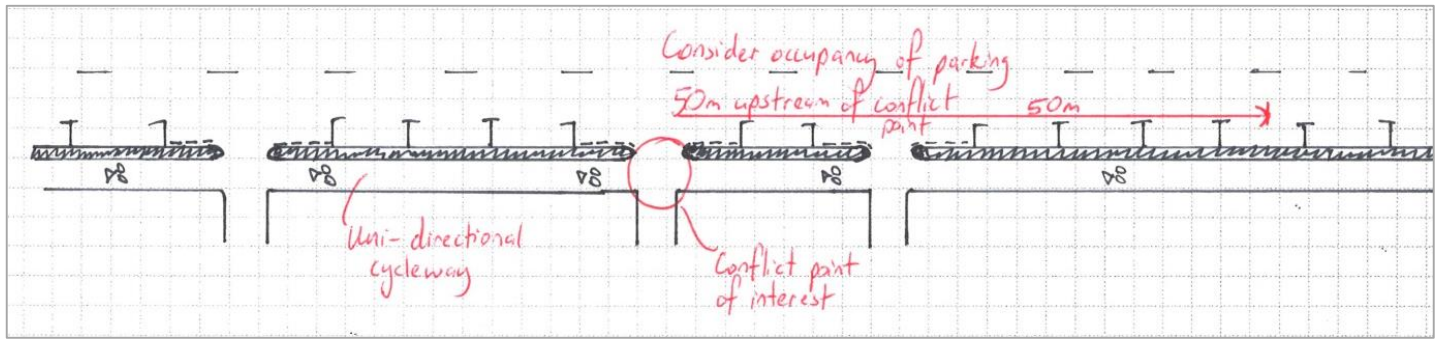 Consider occupancy of parking
50m upstream of conflict
point
50m
Uni-directional
cycleway
Conflict point
of interest